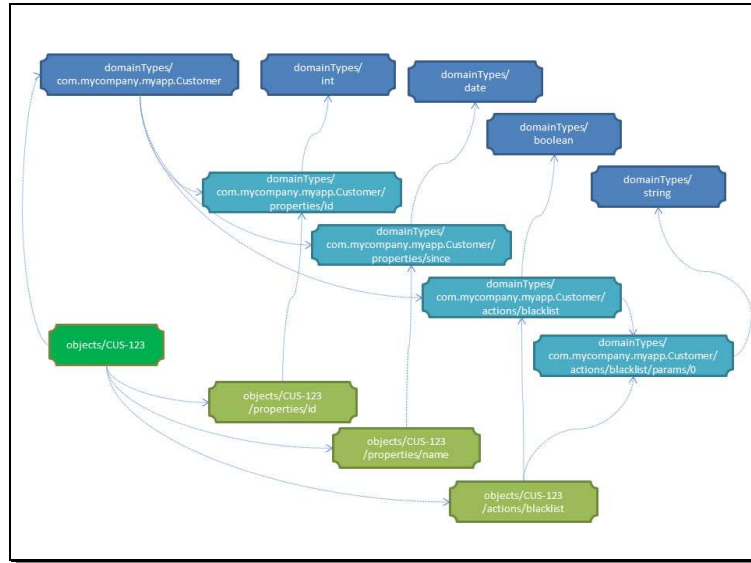 domainTypes/
com.mycompany.myapp.Customer
domainTypes/
int
domainTypes/
date
domainTypes/
boolean
domainTypes/
string
domainTypes/
com.mycompany.myapp.Customer/
properties/id
domainTypes/
com.mycompany.myapp.Customer/
properties/since
domainTypes/
com.mycompany.myapp.Customer/
actions/blacklist
domainTypes/
com.mycompany.myapp.Customer/
actions/blacklist/params/0
objects/CUS-123
objects/CUS-123
/properties/id
objects/CUS-123
/properties/name
objects/CUS-123
/actions/blacklist